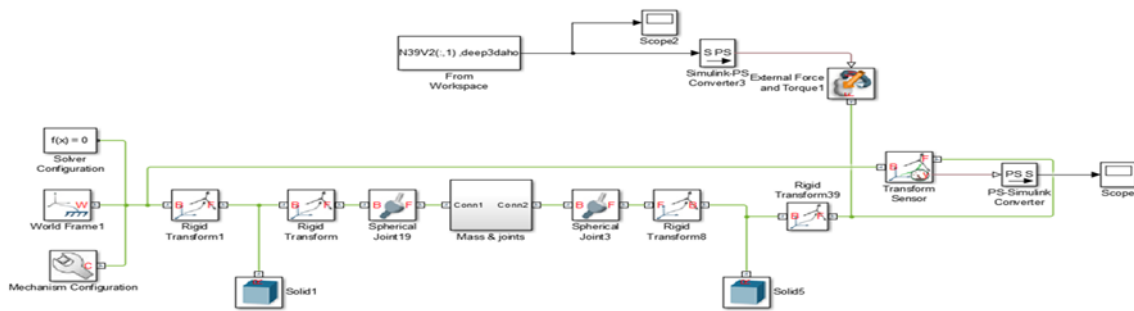 Scope2
N39V2(:,1) ,deep3daho
From
Workspace
S PS
Simulink-PS
Converter3
External Force
and Torque1
f(x) = 0
Solver
Configuration
W
World Frame1
C
Mechanism Configuration
B
F
Rigid
Transform1
B
F
Rigid
Transform
B
F
Spherical
Joint19
Conn1
Conn2
Mass & joints
B
F
Spherical
Joint3
Rigid
Transform8
Rigid
Transform39
B
F
Transform
Sensor
PS S
PS-Simulink
Converter
Scope
Solid1
Solid5